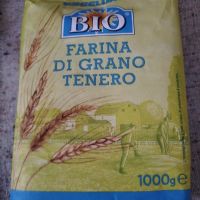 BIO
FARINA
DI GRANO
TENERO
1000g e